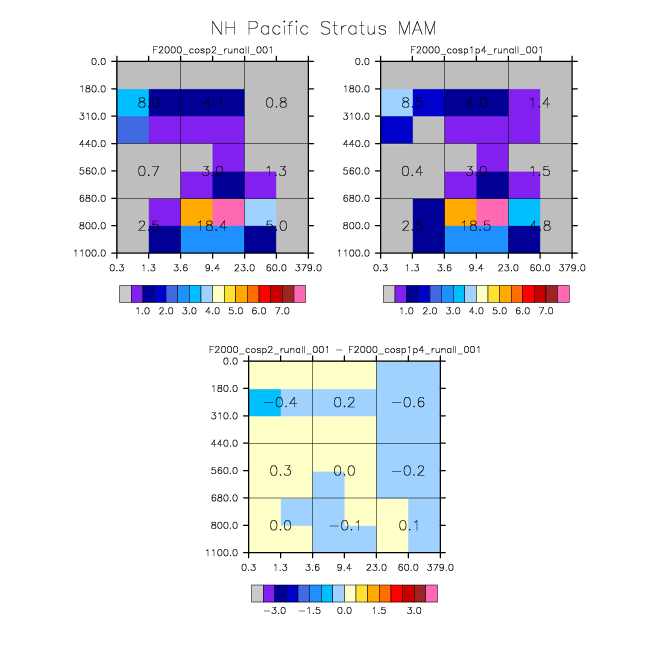 NH Pacific Stratus MAM
F2000_cosp2_runall_001
F2000_cosp1p4_runall_001
0.0 0.0
180.0 180.0
8.0 4.1 0.8 8.5 4.0 1.4
310.0 310.0
440.0 440.0
560.0 0.7 3.0 1.3 560.0 0.4 3.0 1.5
680.0 680.0
800.0 2.5 18.4 5.0 800.0 2.5 18.5 4.8
1100.0 1100.0
0.3 1.3 3.6 9.4 23.0 60.0 379.0 0.3 1.3 3.6 9.4 23.0 60.0 379.0
1.0 2.0 3.0 4.0 5.0 6.0 7.0 1.0 2.0 3.0 4.0 5.0 6.0 7.0
F2000_cosp2_runall_001 − F2000_cosp1p4_runall_001
0.0
180.0
−0.4 0.2 −0.6
310.0
440.0
560.0 0.3 0.0 −0.2
680.0
800.0 0.0 −0.1 0.1
1100.0
0.3 1.3 3.6 9.4 23.0 60.0 379.0
−3.0 −1.5 0.0 1.5 3.0